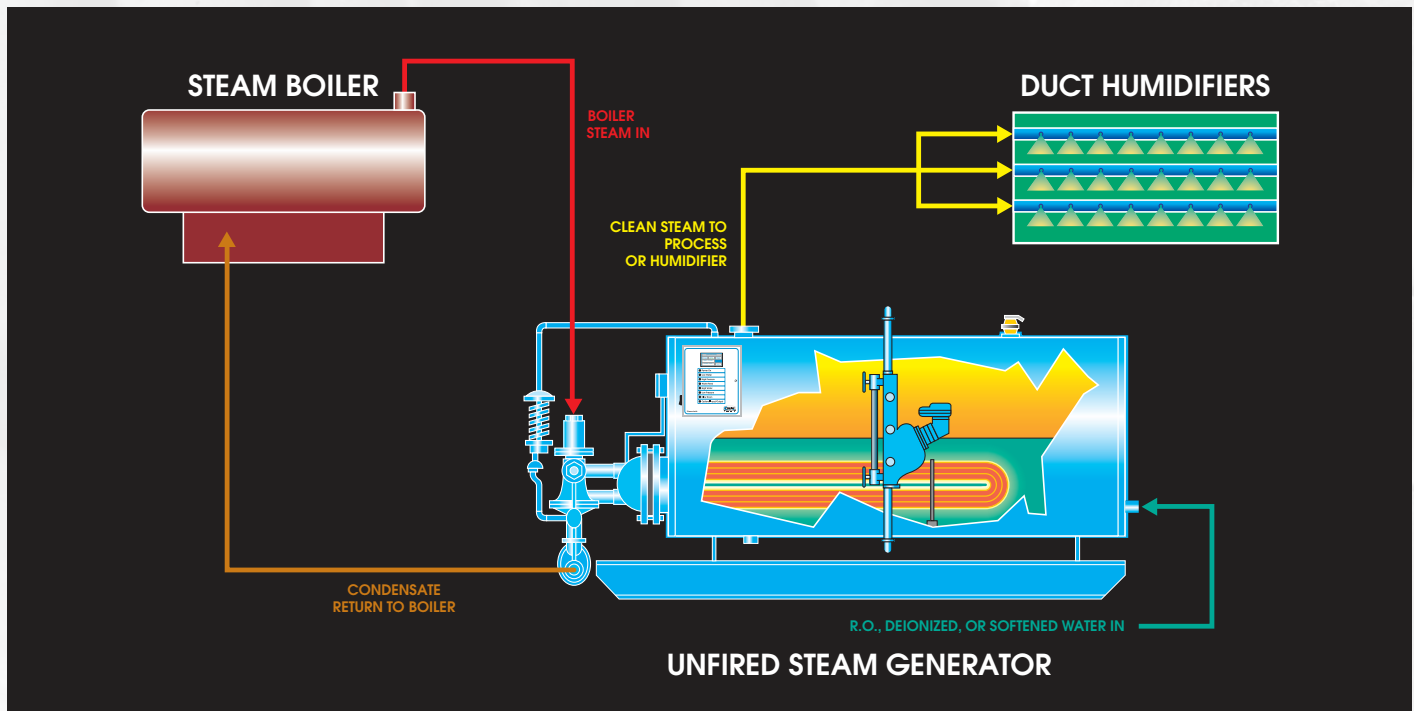 STEAM BOILER
DUCT HUMIDIFIERS
BOILER
STEAM IN
CLEAN STEAM TO
PROCESS
OR HUMIDIFIER
CONDENSATE
RETURN TO BOILER
R.O., DEIONIZED, OR SOFTENED WATER IN
UNFIRED STEAM GENERATOR